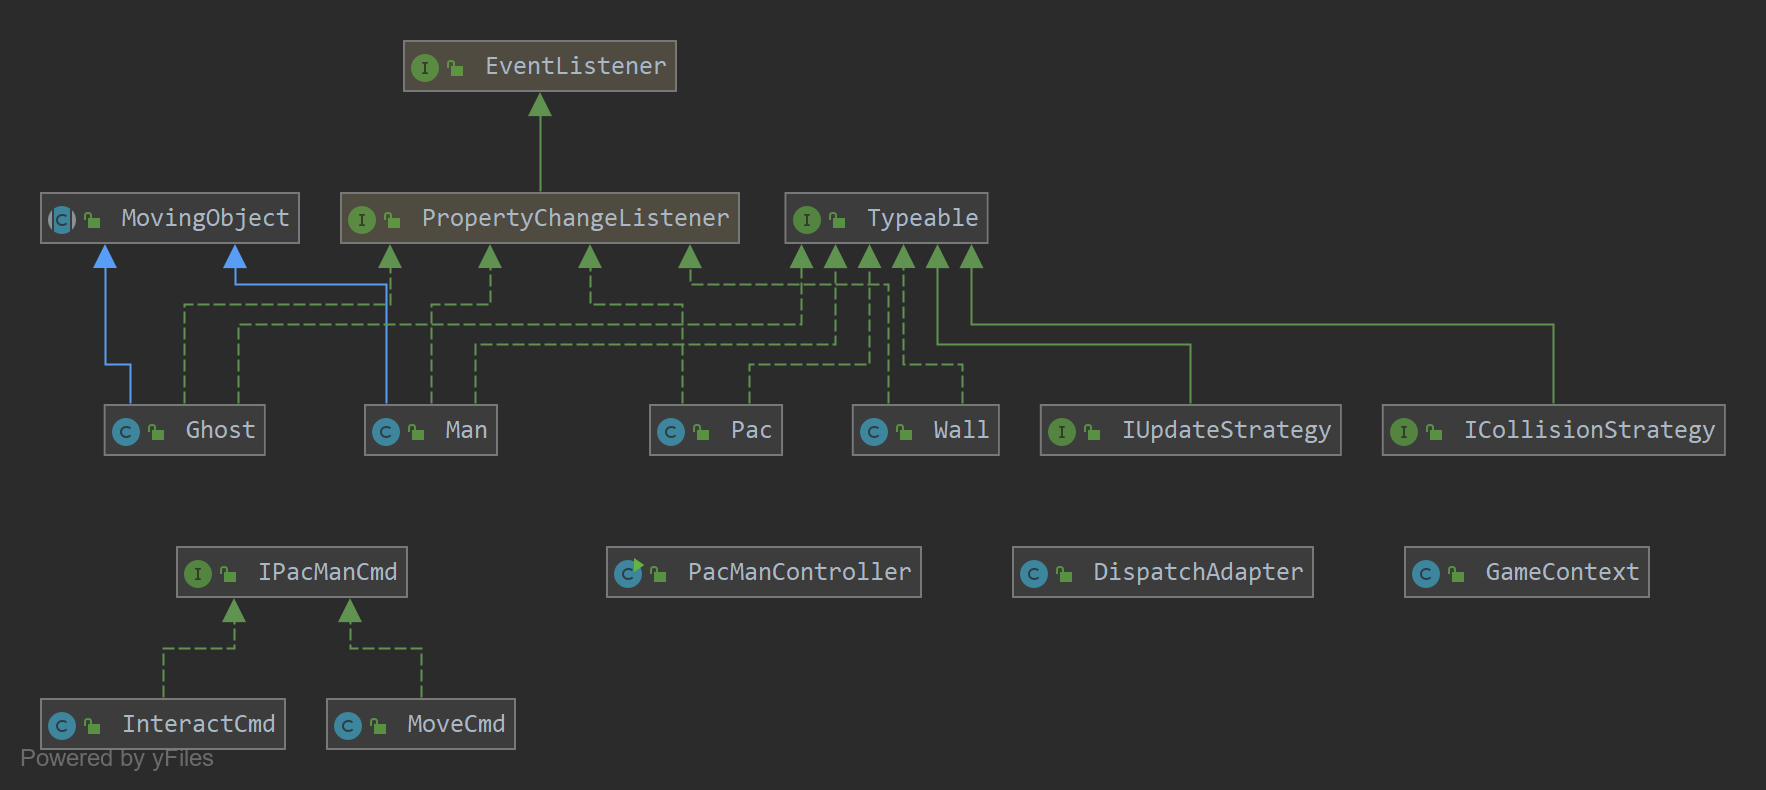 EventListener
MovingObject
PropertyChangeListener
Typeable
Ghost
Man
Pac
Wall
IUpdateStrategy
ICollisionStrategy
IPacManCmd
PacManController
DispatchAdapter
GameContext
InteractCmd
MoveCmd
Powered by yFiles